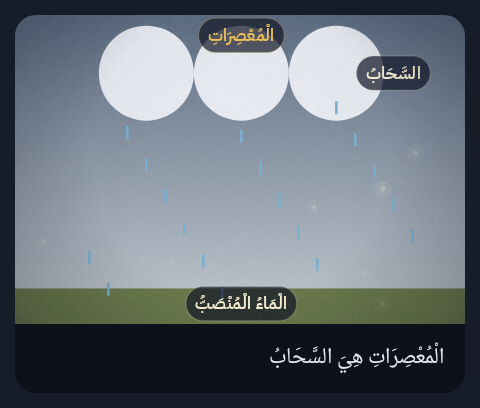 الْمُعْصِرَاتِ
السَّحَابُ
الْمَاءُ الْمُنْصَبُّ
الْمُعْصِرَاتِ هِيَ السَّحَابُ